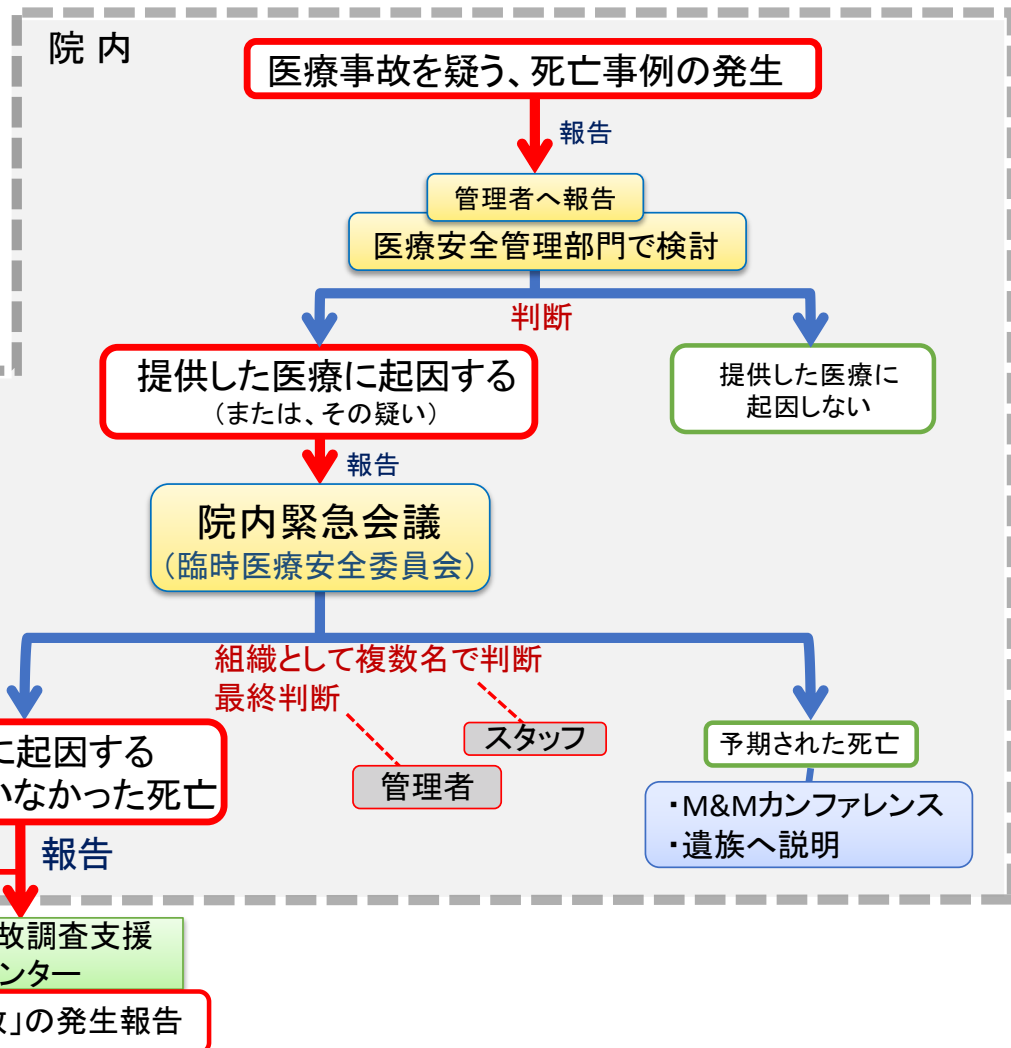 院 内
医療事故を疑う、死亡事例の発生
報告
管理者へ報告
医療安全管理部門で検討
判断
提供した医療に起因する
（または、その疑い）
提供した医療に
起因しない
報告
院内緊急会議
（臨時医療安全委員会）
組織として複数名で判断
最終判断
スタッフ
管理者
に起因する
いなかった死亡
予期された死亡
・M&Mカンファレンス
・遺族へ説明
報告
故調査支援
ンター
」の発生報告